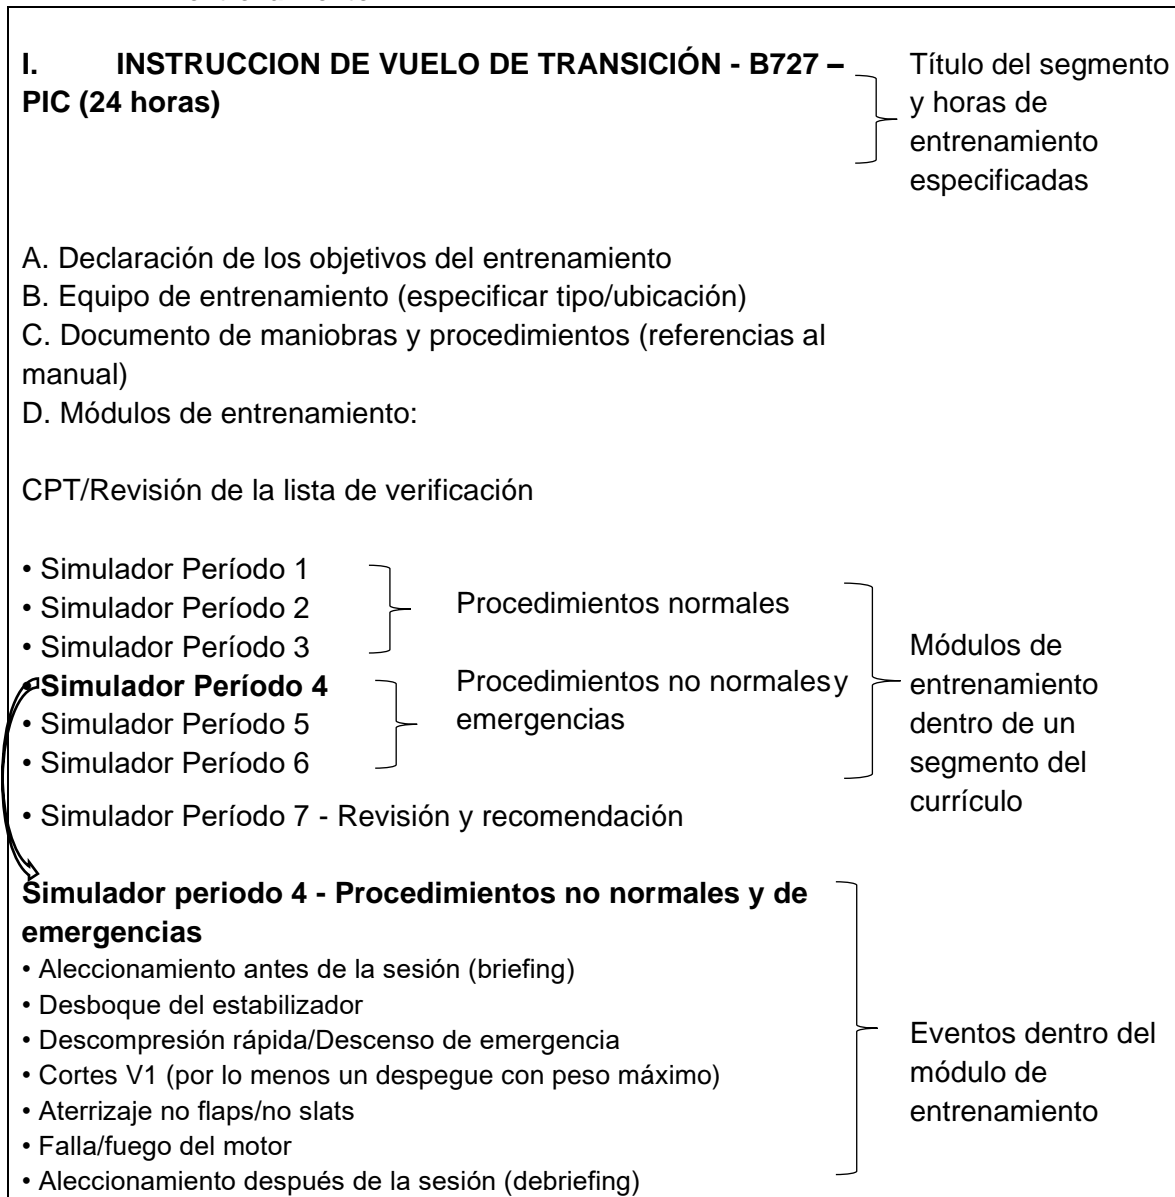 I. INSTRUCCION DE VUELO DE TRANSICIÓN - B727 –
PIC (24 horas)
Título del segmento
y horas de
entrenamiento
especificadas
A. Declaración de los objetivos del entrenamiento
B. Equipo de entrenamiento (especificar tipo/ubicación)
C. Documento de maniobras y procedimientos (referencias al
manual)
D. Módulos de entrenamiento:
CPT/Revisión de la lista de verificación
• Simulador Período 1
• Simulador Período 2
• Simulador Período 3
Procedimientos normales
• Simulador Período 4
• Simulador Período 5
• Simulador Período 6
Procedimientos no normales y
emergencias
Módulos de
entrenamiento
dentro de un
segmento del
currículo
• Simulador Período 7 - Revisión y recomendación
Simulador periodo 4 - Procedimientos no normales y de
emergencias
• Aleccionamiento antes de la sesión (briefing)
• Desboque del estabilizador
• Descompresión rápida/Descenso de emergencia
• Cortes V1 (por lo menos un despegue con peso máximo)
• Aterrizaje no flaps/no slats
• Falla/fuego del motor
• Aleccionamiento después de la sesión (debriefing)
Eventos dentro del
módulo de
entrenamiento